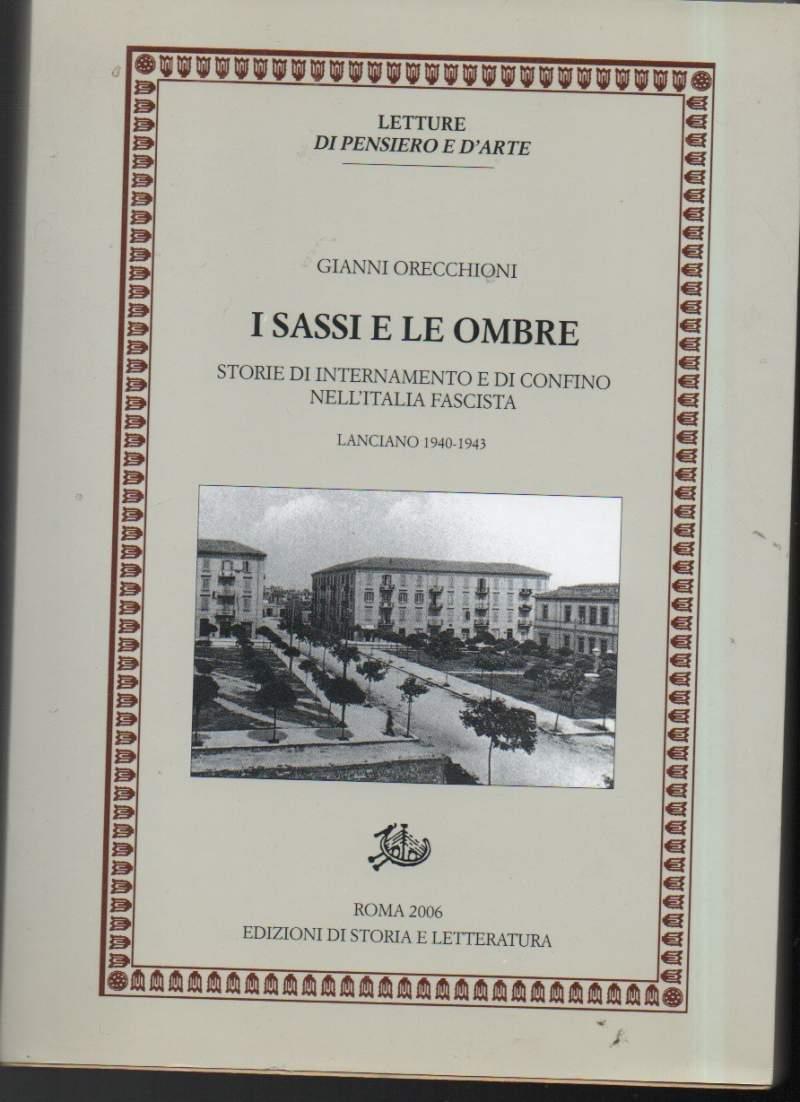 LETTURE
DI PENSIERO E D'ARTE
GIANNI ORECCHIONI
I SASSI E LE OMBRE
STORIE DI INTERNAMENTO E DI CONFINO
NELL'ITALIA FASCISTA
LANCIANO 1940-1943
ROMA 2006
EDIZIONI DI STORIA E LETTERATURA